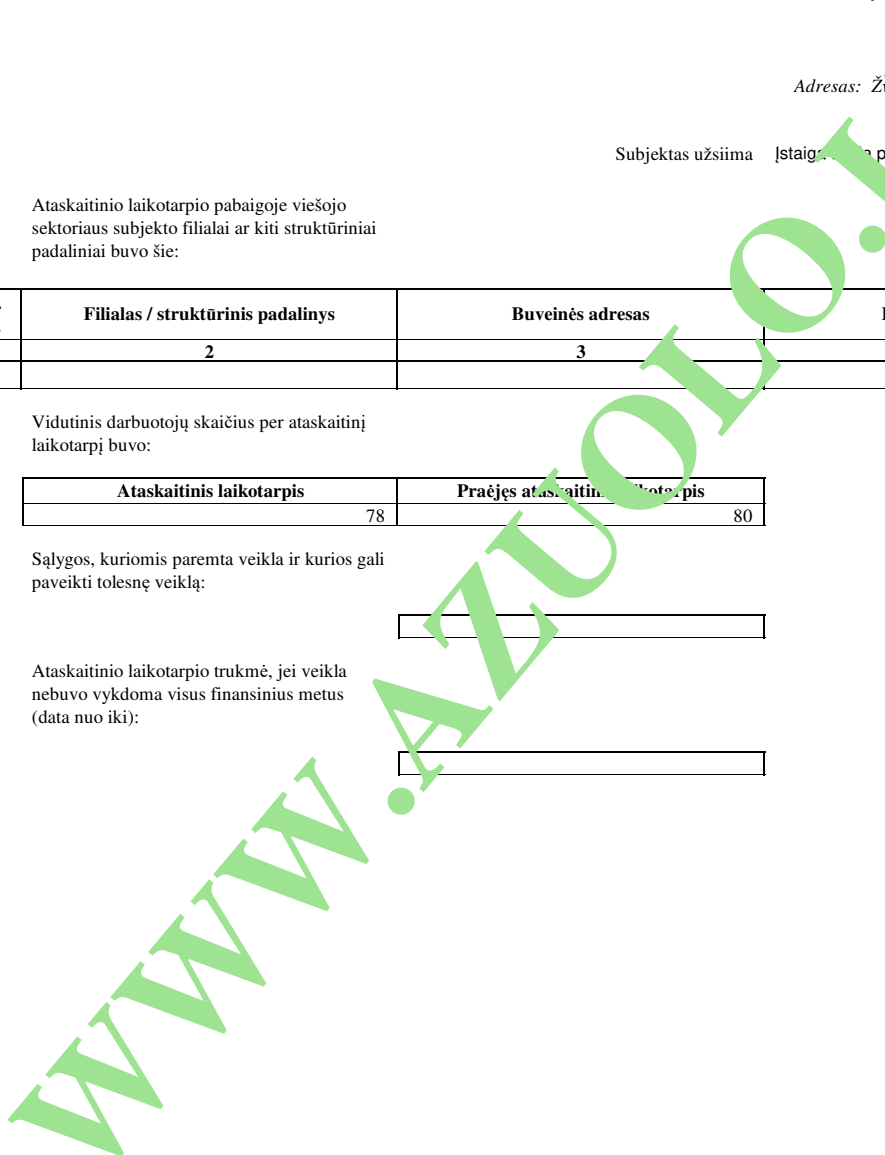 Adresas:
Subjektas užsiima
Ataskaitinio laikotarpio pabaigoje viešojo
sektoriaus subjekto filialai ar kiti struktūriniai
padaliniai buvo šie:
Filialas / struktūrinis padalinys Buveinės adresas
2 3
Vidutinis darbuotojų skaičius per ataskaitinį
laikotarpį buvo:
Ataskaitinis laikotarpis Praėjęs ataskaitinis laikotarpis
78 80
Sąlygos, kuriomis paremta veikla ir kurios gali
paveikti tolesnę veiklą:
Ataskaitinio laikotarpio trukmė, jei veikla
nebuvo vykdoma visus finansinius metus
(data nuo iki):
WWW.AZUOLO.